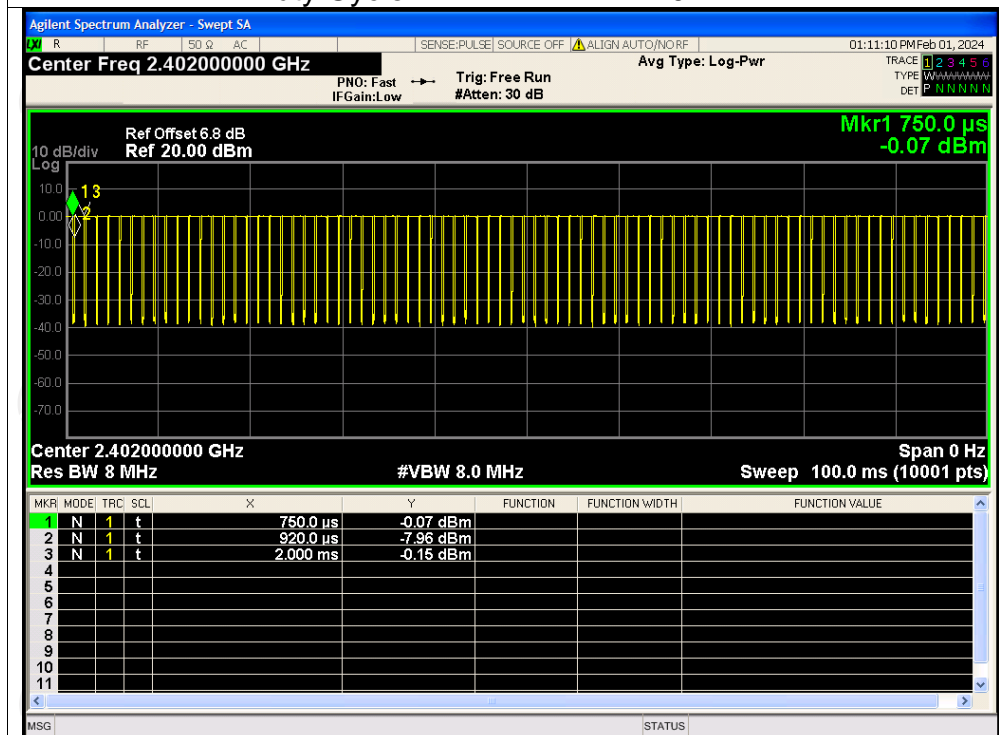 Agilent Spectrum Analyzer - Swept SA
LXI R RF 50 Ω AC SENSE:PULSE SOURCE OFF ALIGN AUTO/NO RF 01:11:10 PM Feb 01, 2024
Center Freq 2.402000000 GHz
Avg Type: Log-Pwr
TRACE 1 2 3 4 5 6
PNO: Fast Trig: Free Run
TYPE WWWWWW
IFGain:Low #Atten: 30 dB
DET P N N N N N
Mkr1 750.0 µs
Ref Offset 6.8 dB
-0.07 dBm
10 dB/div Ref 20.00 dBm
Log
10.0
1 3
0.00
2
-10.0
-20.0
-30.0
-40.0
-50.0
-60.0
-70.0
Center 2.402000000 GHz Span 0 Hz
Res BW 8 MHz #VBW 8.0 MHz Sweep 100.0 ms (10001 pts)
MKR MODE TRC SCL X Y FUNCTION FUNCTION WIDTH FUNCTION VALUE
1 N 1 t 750.0 µs -0.07 dBm
2 N 1 t 920.0 µs -7.96 dBm
3 N 1 t 2.000 ms -0.15 dBm
4
5
6
7
8
9
10
11
MSG STATUS